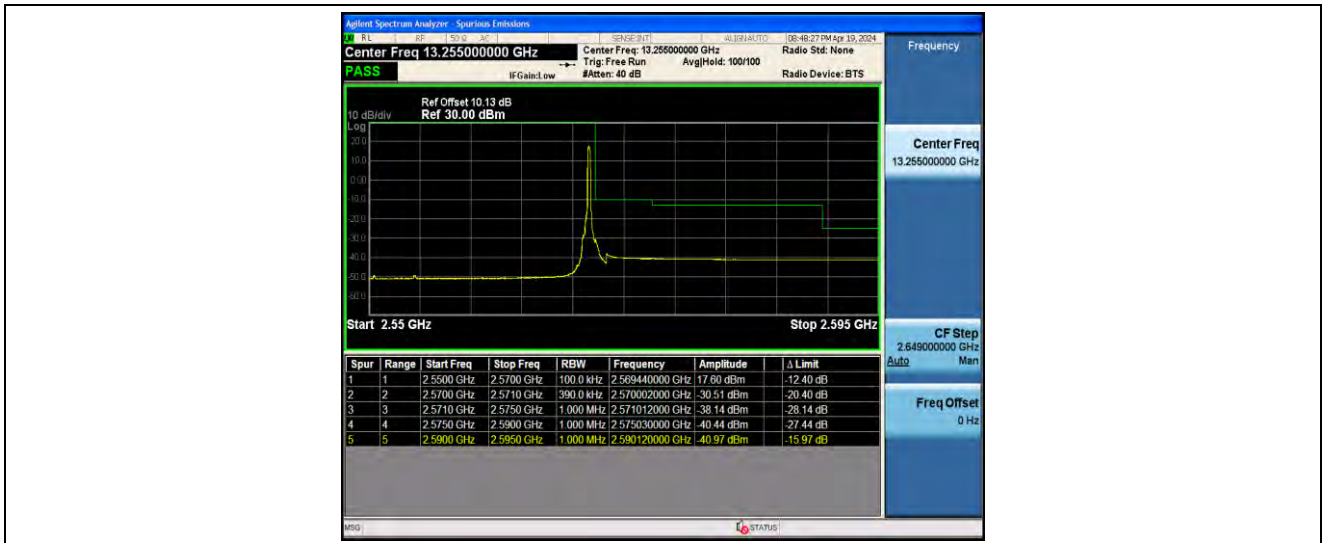 Agilent Spectrum Analyzer - Spurious Emissions
RL RF 50 Ω AC SENSE:INT ALIGN AUTO 08:48:27 PM Apr 19, 2024
Center Freq 13.255000000 GHz Center Freq: 13.255000000 GHz Radio Std: None Frequency
Trig: Free Run Avg|Hold: 100/100
PASS IFGain:Low #Atten: 40 dB Radio Device: BTS
Ref Offset 10.13 dB
10 dB/div Ref 30.00 dBm
Log
20.0
10.0
0.00
-10.0
-20.0
-30.0
-40.0
-50.0
-60.0
Start 2.55 GHz Stop 2.595 GHz
Center Freq
13.255000000 GHz
CF Step
2.649000000 GHz
Auto Man
Freq Offset
0 Hz
Spur Range Start Freq Stop Freq RBW Frequency Amplitude Δ Limit
1 1 2.5500 GHz 2.5700 GHz 100.0 kHz 2.569440000 GHz 17.60 dBm -12.40 dB
2 2 2.5700 GHz 2.5710 GHz 390.0 kHz 2.570002000 GHz -30.51 dBm -20.40 dB
3 3 2.5710 GHz 2.5750 GHz 1.000 MHz 2.571012000 GHz -38.14 dBm -28.14 dB
4 4 2.5750 GHz 2.5900 GHz 1.000 MHz 2.575030000 GHz -40.44 dBm -27.44 dB
5 5 2.5900 GHz 2.5950 GHz 1.000 MHz 2.590120000 GHz -40.97 dBm -15.97 dB
MSG STATUS